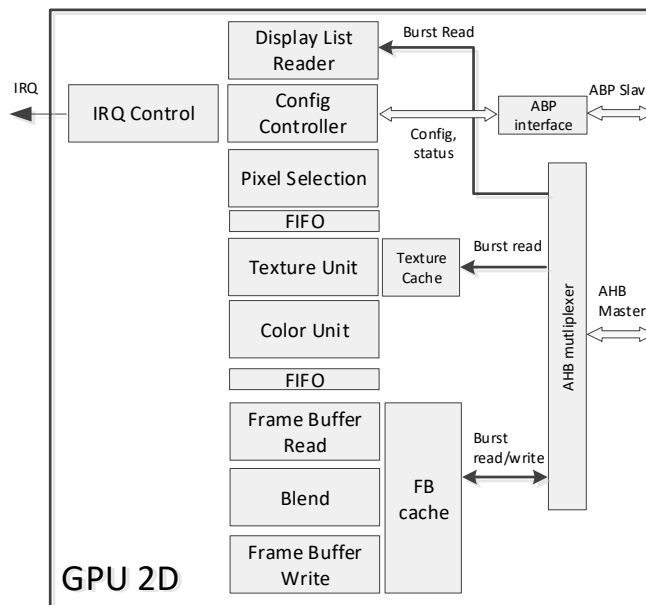 Burst Read
Display List
Reader
IRQ
IRQ Control
Config
Controller
Config,
status
ABP
interface
ABP Slav
Pixel Selection
FIFO
Texture Unit
Texture
Cache
Burst read
AHB mutliplexer
AHB
Master
Color Unit
FIFO
Frame Buffer
Read
Burst
read/write
Blend
FB
cache
Frame Buffer
Write
GPU 2D